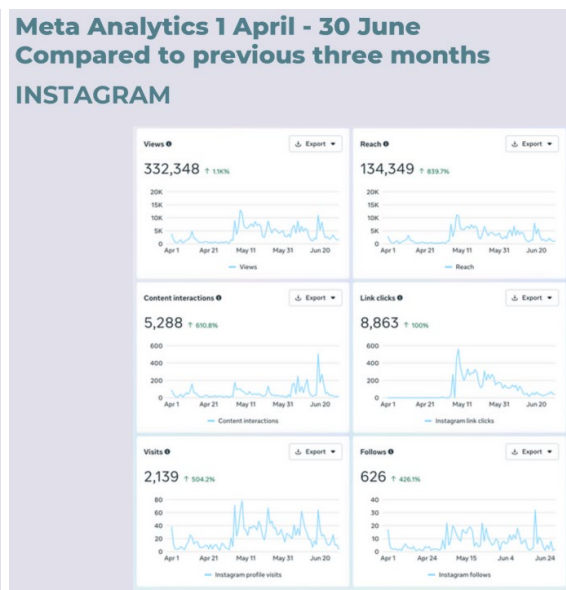 Meta Analytics 1 April - 30 June
Compared to previous three months
INSTAGRAM
Views
Export
332,348 ↑ 1.1K%
20K
15K
10K
5K
0
Apr 1 Apr 21 May 11 May 31 Jun 20
Views
Reach
Export
134,349 ↑ 839.7%
20K
15K
10K
5K
0
Apr 1 Apr 21 May 11 May 31 Jun 20
Reach
Content interactions
Export
5,288 ↑ 610.8%
600
400
200
0
Apr 1 Apr 21 May 11 May 31 Jun 20
Content interactions
Link clicks
Export
8,863 ↑ 100%
600
400
200
0
Apr 1 Apr 21 May 11 May 31 Jun 20
Instagram link clicks
Visits
Export
2,139 ↑ 504.2%
80
60
40
20
0
Apr 1 Apr 21 May 11 May 31 Jun 20
Instagram profile visits
Follows
Export
626 ↑ 426.1%
40
30
20
10
0
Apr 1 Apr 24 May 15 Jun 4 Jun 24
Instagram follows